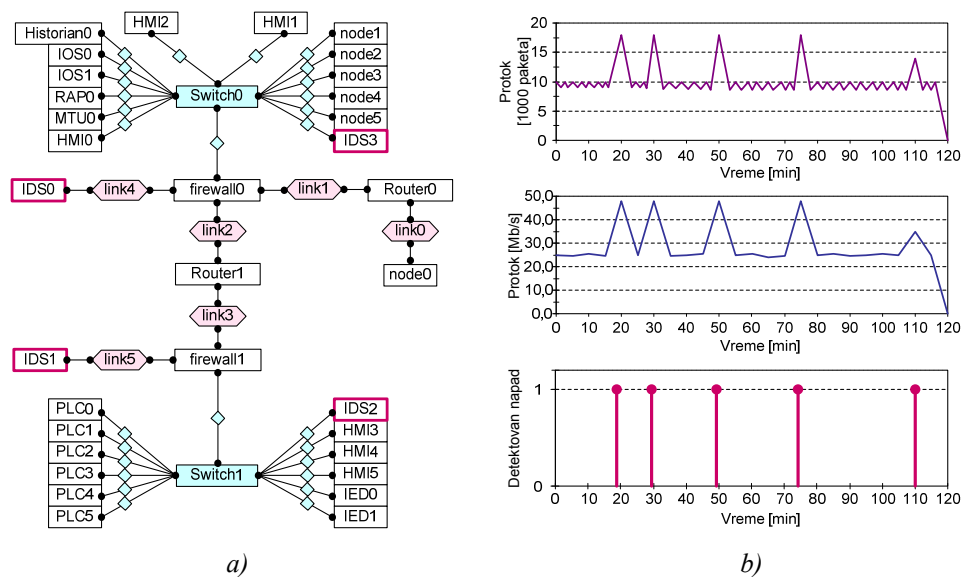 HMI2
HMI1
Historian0
IOS0
IOS1
RAP0
MTU0
HMI0
Switch0
node1
node2
node3
node4
node5
IDS3
IDS0
link4
firewall0
link1
Router0
link2
link0
Router1
node0
link3
IDS1
link5
firewall1
PLC0
PLC1
PLC2
PLC3
PLC4
PLC5
Switch1
IDS2
HMI3
HMI4
HMI5
IED0
IED1
a)
Protok
[1000 paketa]
20
15
10
5
0
0 10 20 30 40 50 60 70 80 90 100 110 120
Vreme [min]
Protok [Mb/s]
50,0
40,0
30,0
20,0
10,0
0,0
0 10 20 30 40 50 60 70 80 90 100 110 120
Vreme [min]
Detektovan napad
1
0
0 10 20 30 40 50 60 70 80 90 100 110 120
Vreme [min]
b)